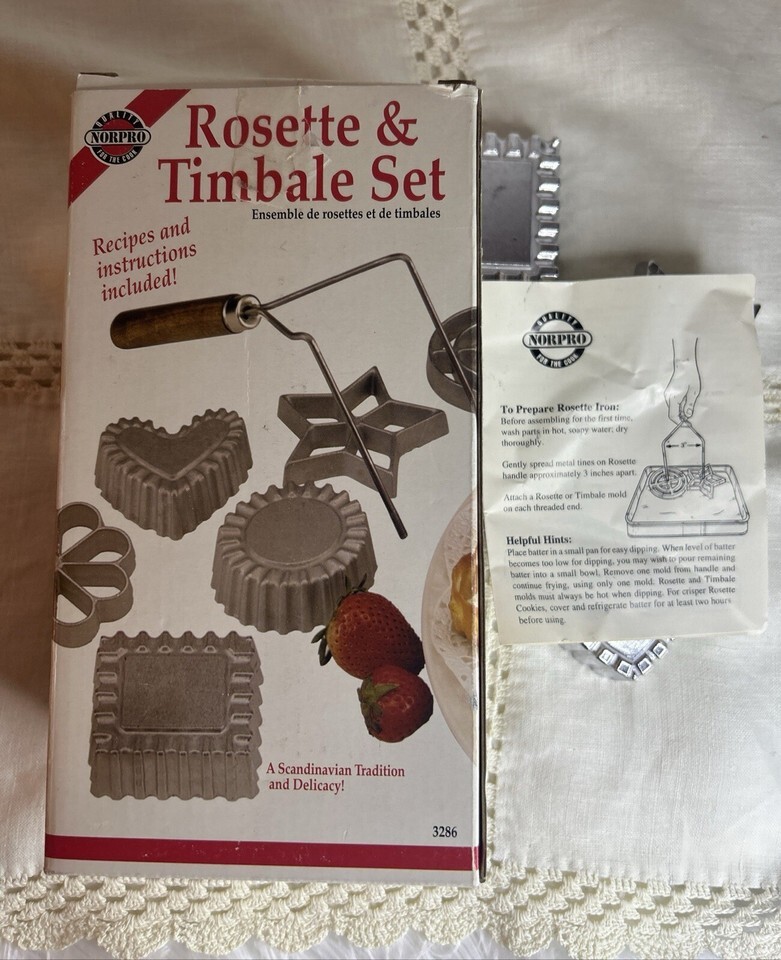 QUALITY
NORPRO
FOR THE COOK
Rosette &
Timbale Set
Ensemble de rosettes et de timbales
Recipes and
instructions
included!
A Scandinavian Tradition
and Delicacy!
3286
QUALITY
NORPRO
FOR THE COOK
To Prepare Rosette Iron:
Before assembling for the first time,
wash parts in hot, soapy water; dry
thoroughly.
Gently spread metal tines on Rosette
handle approximately 3 inches apart.
Attach a Rosette or Timbale mold
on each threaded end.
3"
Helpful Hints:
Place batter in a small pan for easy dipping. When level of batter
becomes too low for dipping, you may wish to pour remaining
batter into a small bowl. Remove one mold from handle and
continue frying, using only one mold. Rosette and Timbale
molds must always be hot when dipping. For crisper Rosette
Cookies, cover and refrigerate batter for at least two hours
before using.